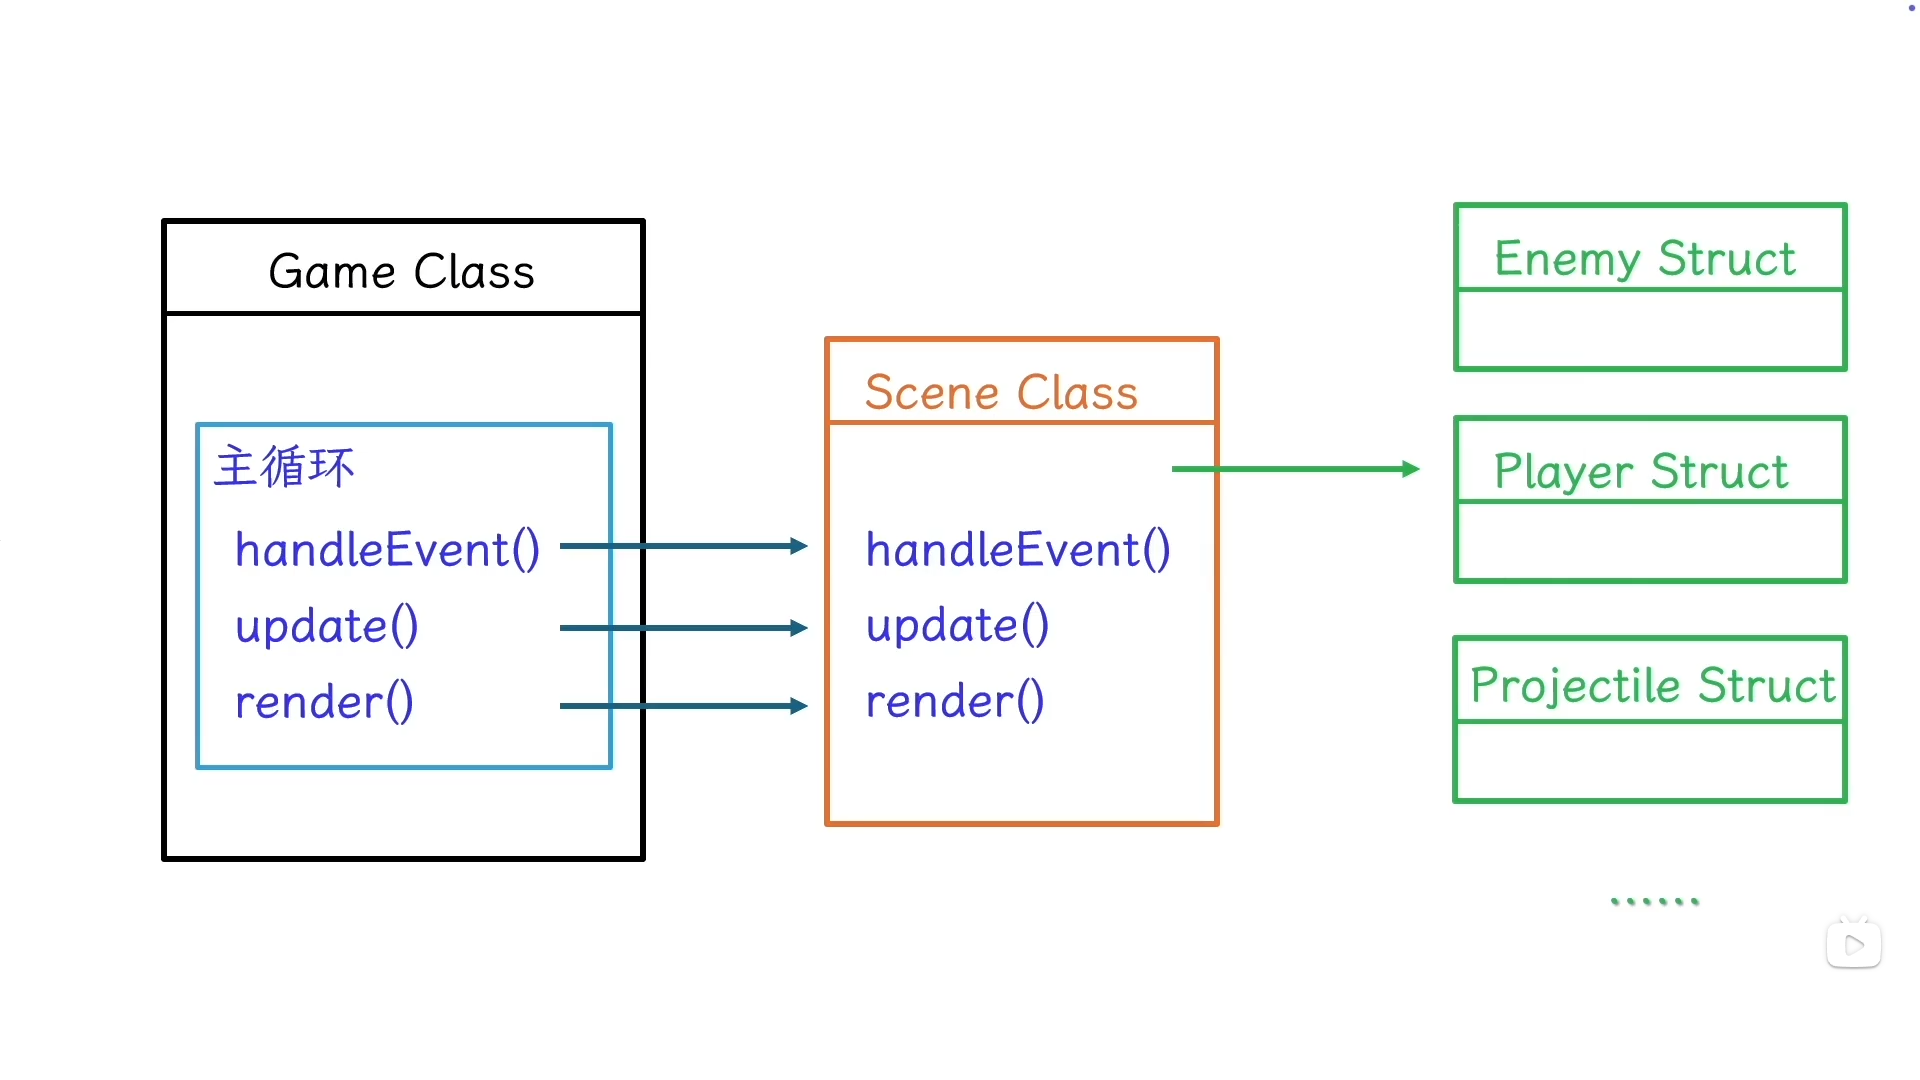 Game Class
主循环
handleEvent()
update()
render()
Scene Class
handleEvent()
update()
render()
Enemy Struct
Player Struct
Projectile Struct
......